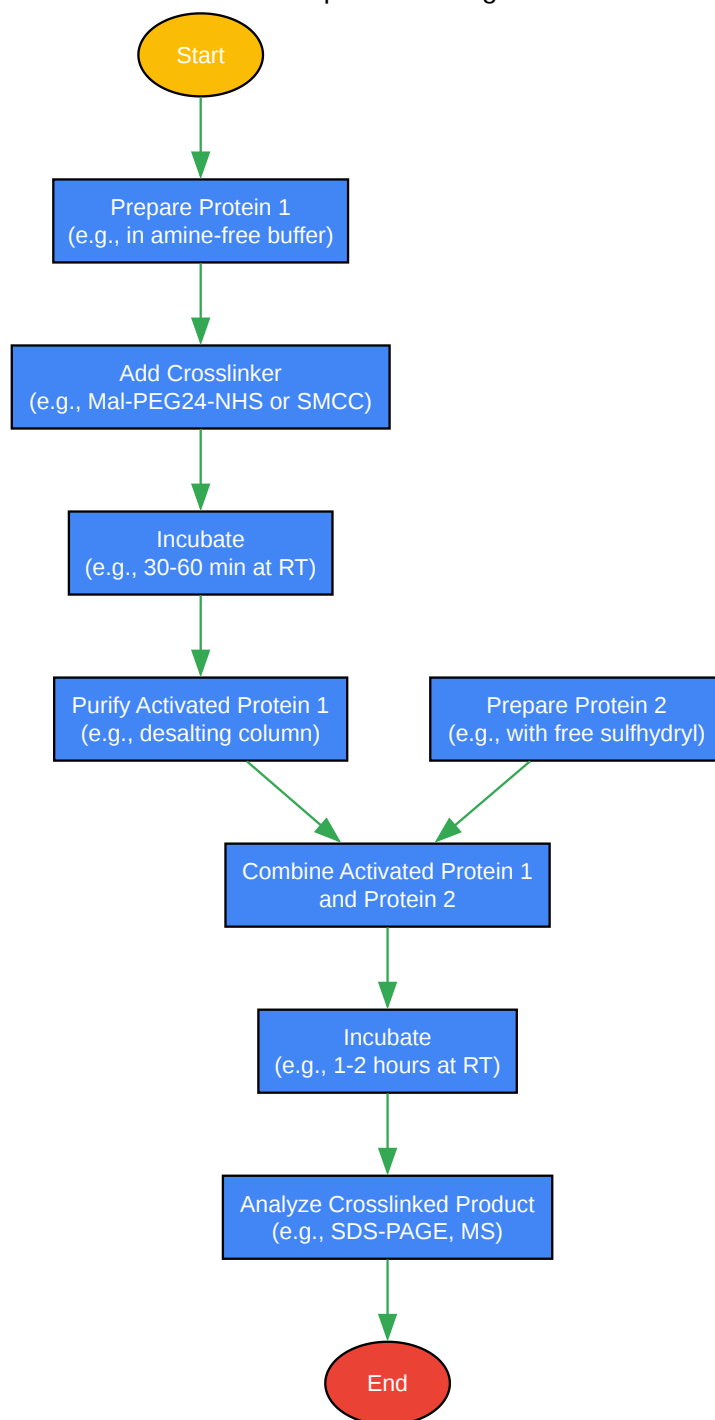 Start
Prepare Protein 1
(e.g., in amine-free buffer)
Add Crosslinker
(e.g., Mal-PEG24-NHS or SMCC)
Incubate
(e.g., 30-60 min at RT)
Purify Activated Protein 1
(e.g., desalting column)
Prepare Protein 2
(e.g., with free sulfhydryl)
Combine Activated Protein 1
and Protein 2
Incubate
(e.g., 1-2 hours at RT)
Analyze Crosslinked Product
(e.g., SDS-PAGE, MS)
End